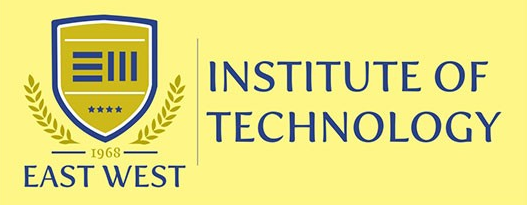 1968
EAST WEST
INSTITUTE OF
TECHNOLOGY